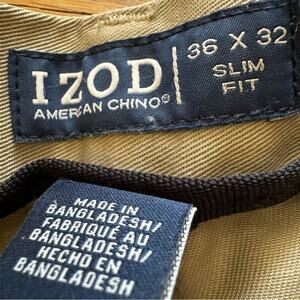 IZOD
AMERICAN CHINO®
36 X 32
SLIM
FIT
MADE IN
BANGLADESH/
FABRIQUÉ AU
BANGLADESH/
HECHO EN
BANGLADESH